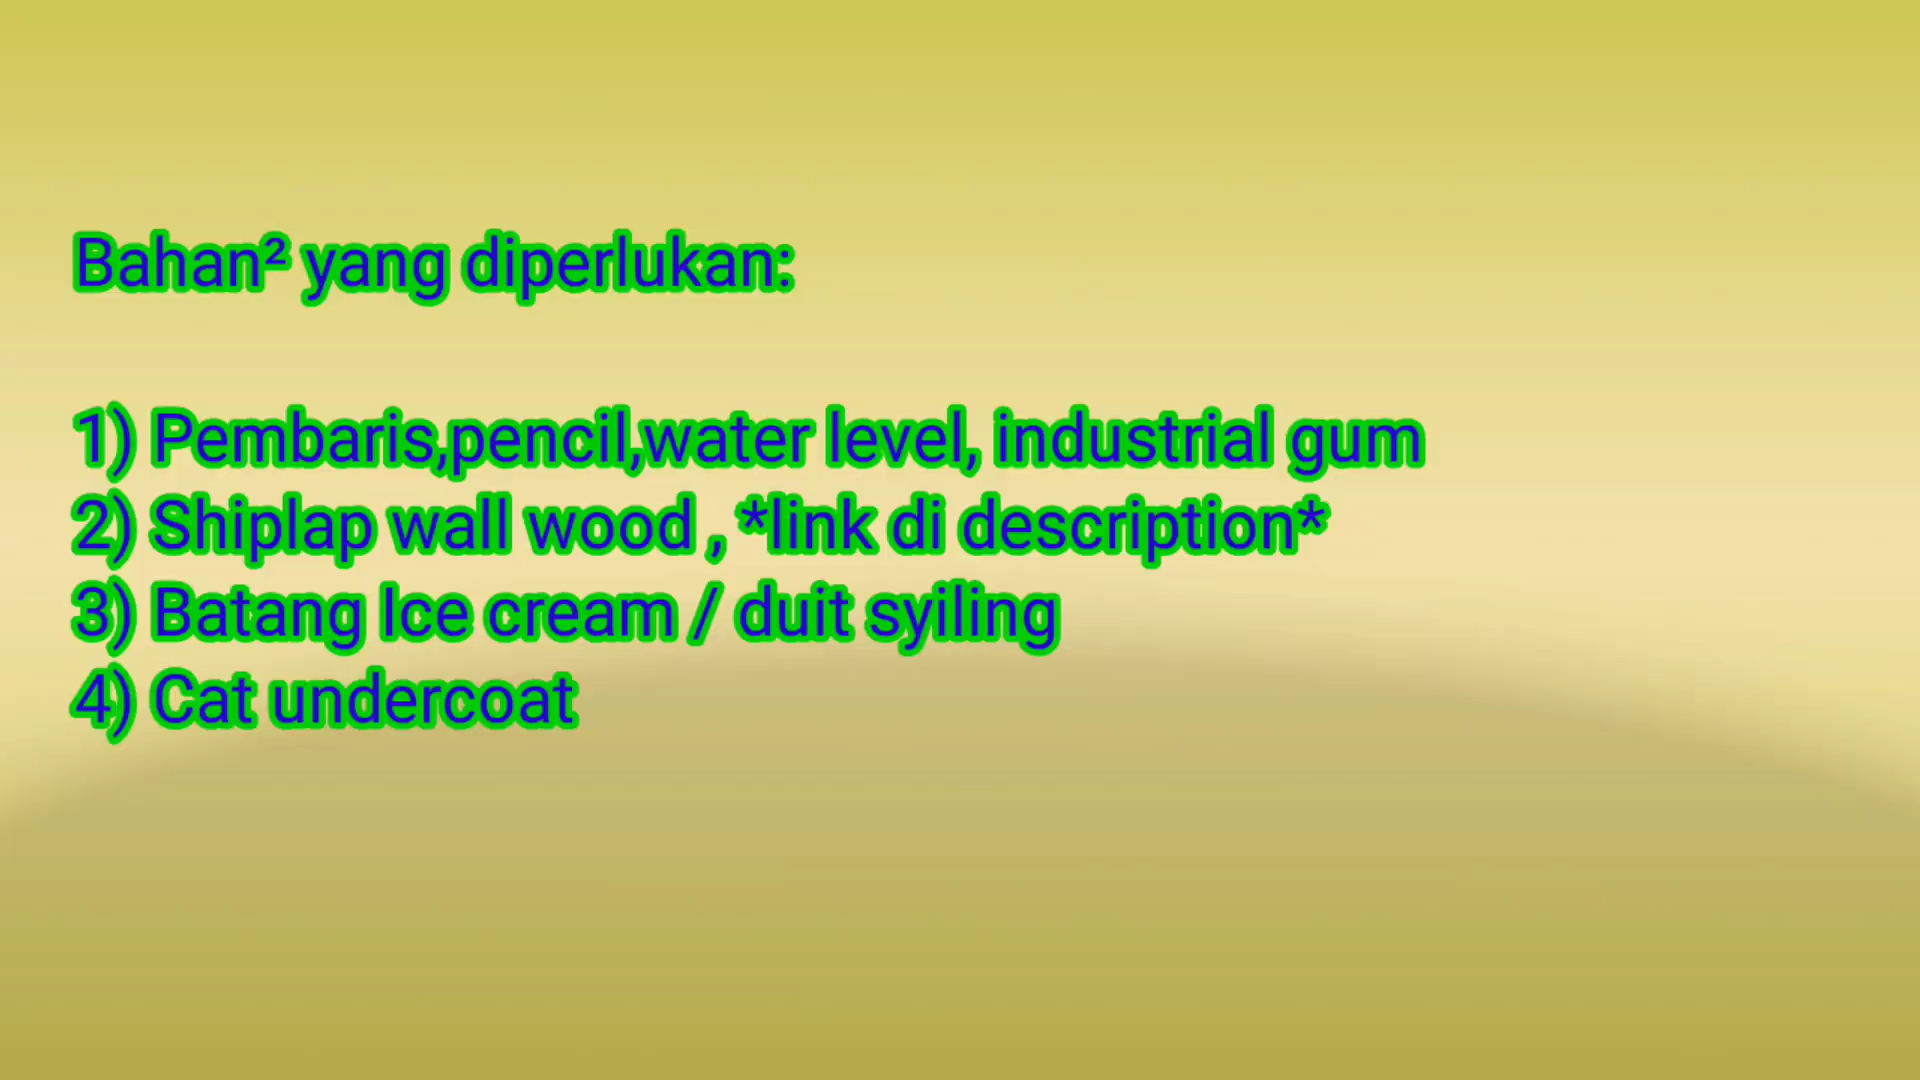 Bahan² yang diperlukan:
1) Pembaris,pencil,water level, industrial gum
2) Shiplap wall wood , *link di description*
3) Batang Ice cream / duit syiling
4) Cat undercoat